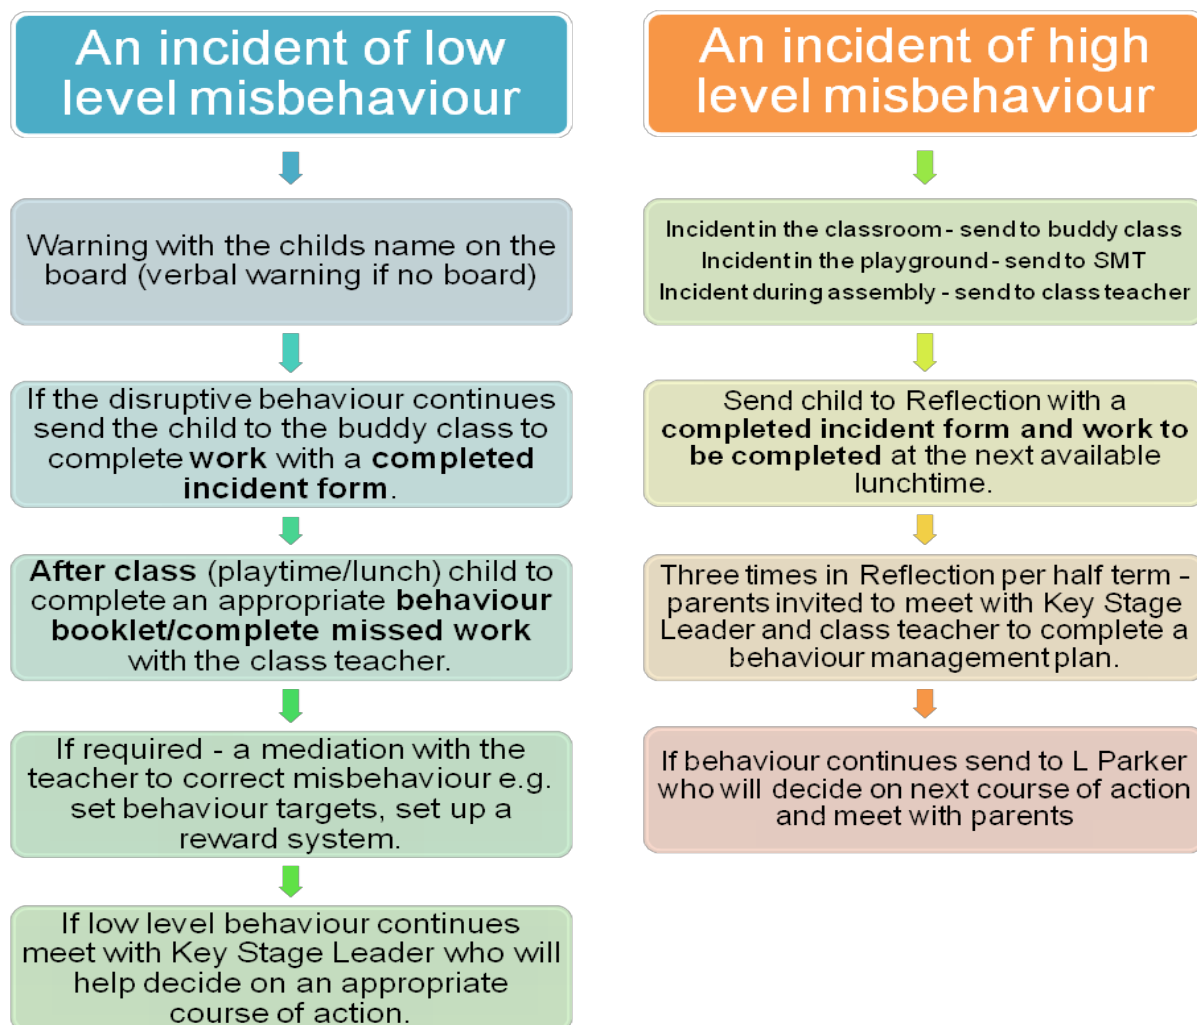 An incident of low
level misbehaviour
Warning with the childs name on the
board (verbal warning if no board)
If the disruptive behaviour continues
send the child to the buddy class to
complete work with a completed
incident form.
After class (playtime/lunch) child to
complete an appropriate behaviour
booklet/complete missed work
with the class teacher.
If required - a mediation with the
teacher to correct misbehaviour e.g.
set behaviour targets, set up a
reward system.
If low level behaviour continues
meet with Key Stage Leader who will
help decide on an appropriate
course of action.
An incident of high
level misbehaviour
Incident in the classroom - send to buddy class
Incident in the playground - send to SMT
Incident during assembly - send to class teacher
Send child to Reflection with a
completed incident form and work to
be completed at the next available
lunchtime.
Three times in Reflection per half term -
parents invited to meet with Key Stage
Leader and class teacher to complete a
behaviour management plan.
If behaviour continues send to L Parker
who will decide on next course of action
and meet with parents